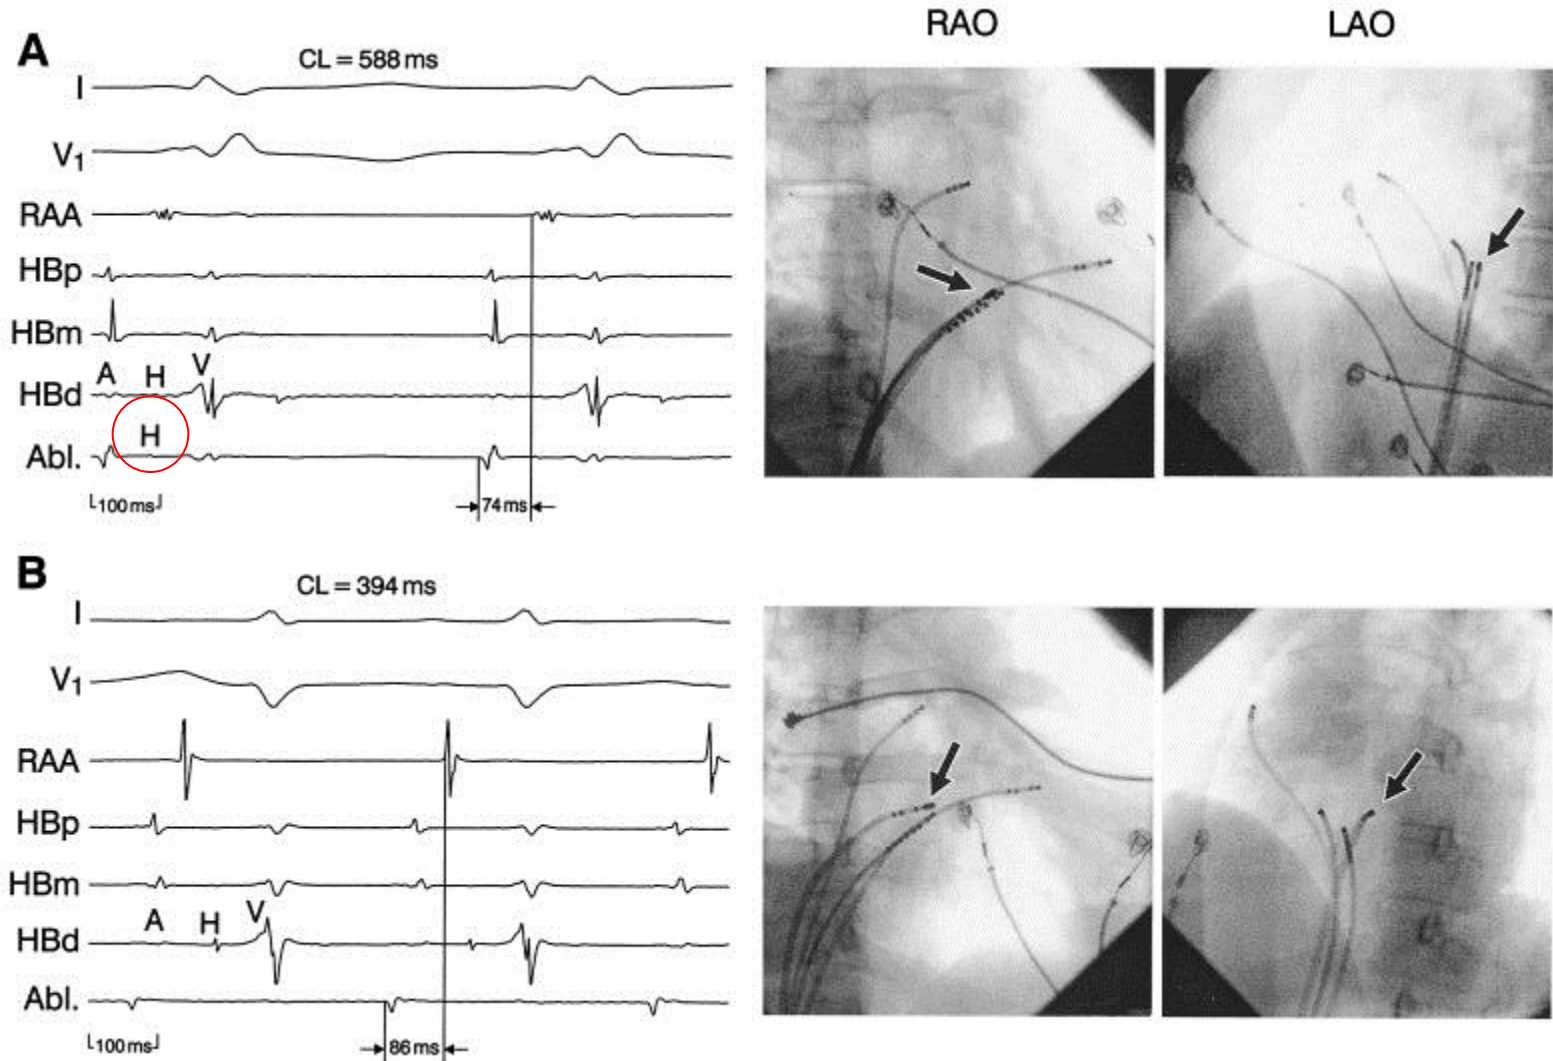 RAO
LAO
A
CL = 588 ms
I
V1
RAA
HBp
HBm
A H V
HBd
H
Abl.
100 ms
74 ms
B
CL = 394 ms
I
V1
RAA
HBp
HBm
A H V
HBd
Abl.
100 ms
86 ms